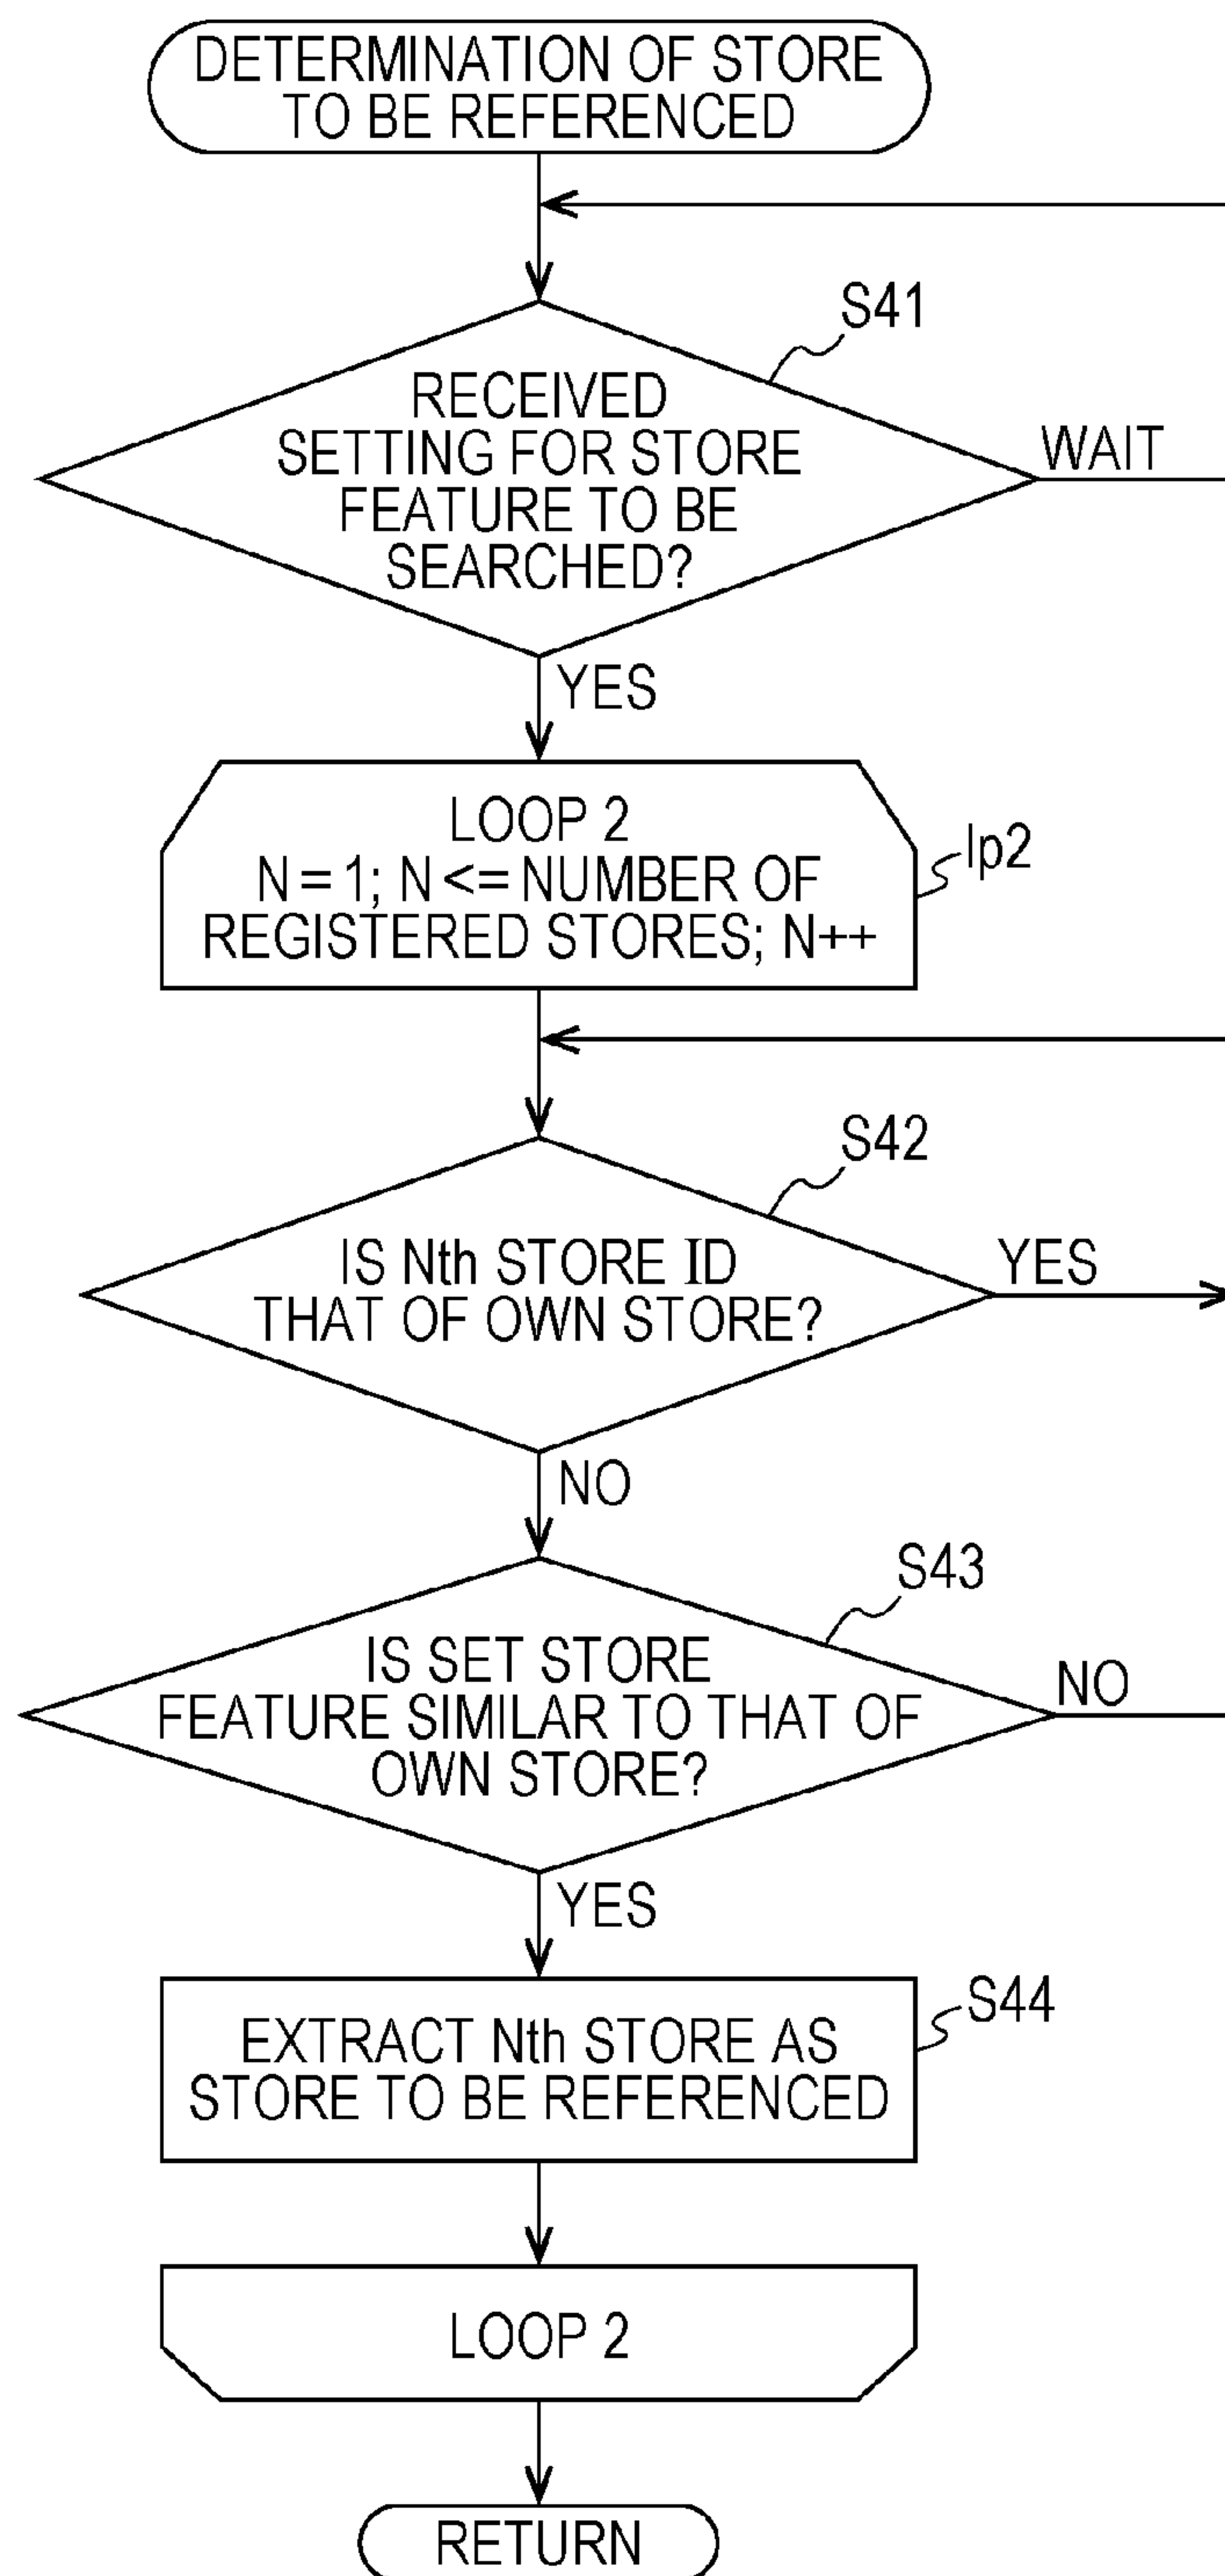 DETERMINATION OF STORE
TO BE REFERENCED
S41
RECEIVED
SETTING FOR STORE
FEATURE TO BE
SEARCHED?
WAIT
YES
LOOP 2
N = 1; N <= NUMBER OF
REGISTERED STORES; N++
lp2
S42
IS Nth STORE ID
THAT OF OWN STORE?
YES
NO
S43
IS SET STORE
FEATURE SIMILAR TO THAT OF
OWN STORE?
NO
YES
S44
EXTRACT Nth STORE AS
STORE TO BE REFERENCED
LOOP 2
RETURN